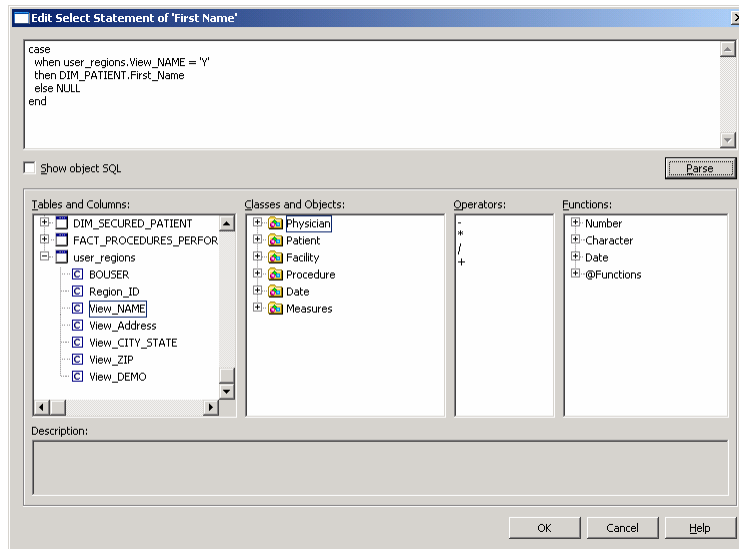 Edit Select Statement of 'First Name'
case
when user_regions.View_NAME = 'Y'
then DIM_PATIENT.First_Name
else NULL
end
Show object SQL
Parse
Tables and Columns:
DIM_SECURED_PATIENT
FACT_PROCEDURES_PERFOR
user_regions
C BOUSER
C Region_ID
C View_NAME
C View_Address
C View_CITY_STATE
C View_ZIP
C View_DEMO
Classes and Objects:
Physician
Patient
Facility
Procedure
Date
Measures
Operators:
-
*
/
+
Functions:
Number
Character
Date
@Functions
Description:
OK Cancel Help